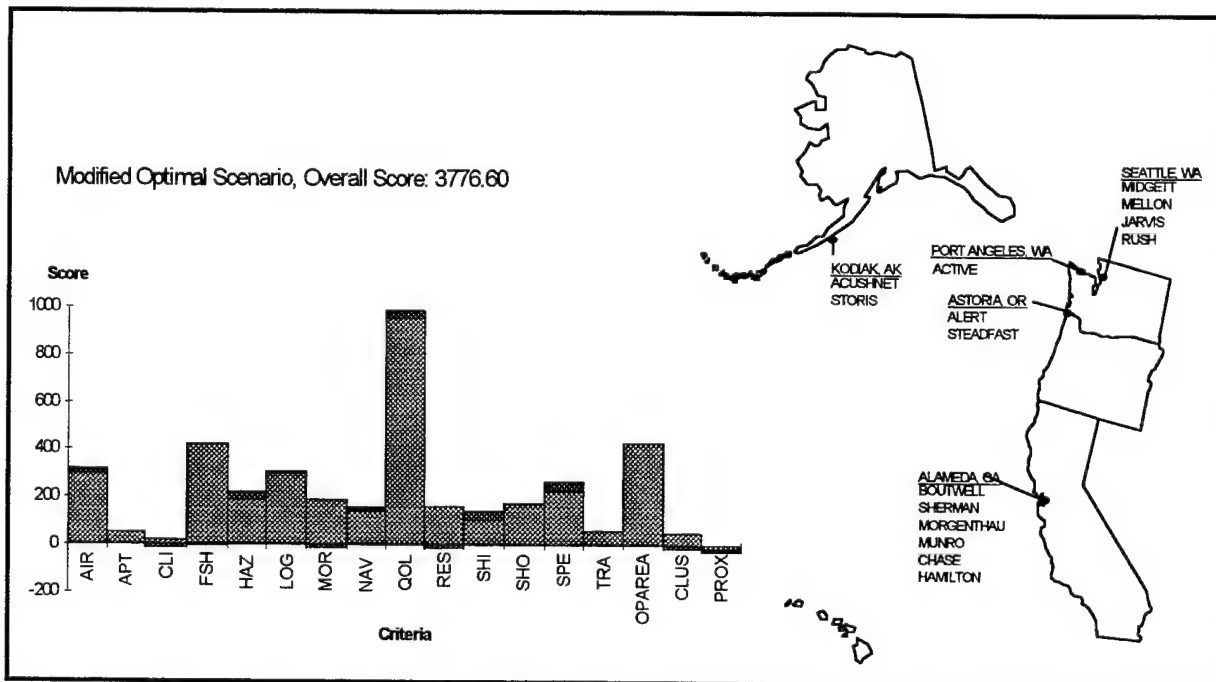 Modified Optimal Scenario, Overall Score: 3776.60
Score
1000
800
600
400
200
0
-200
AIR
APT
CLI
FSH
HAZ
LOG
MOR
NAV
QOL
RES
SHI
SHO
SPE
TRA
OPAREA
CLUS
PROX
Criteria
KODIAK, AK
ACUSHNET
STORIS
SEATTLE, WA
MIDGETT
MELLON
JARVIS
RUSH
PORT ANGELES, WA
ACTIVE
ASTORIA, OR
ALERT
STEADFAST
ALAMEDA, CA
BOUTWELL
SHERMAN
MORGENTHAU
MUNRO
CHASE
HAMILTON